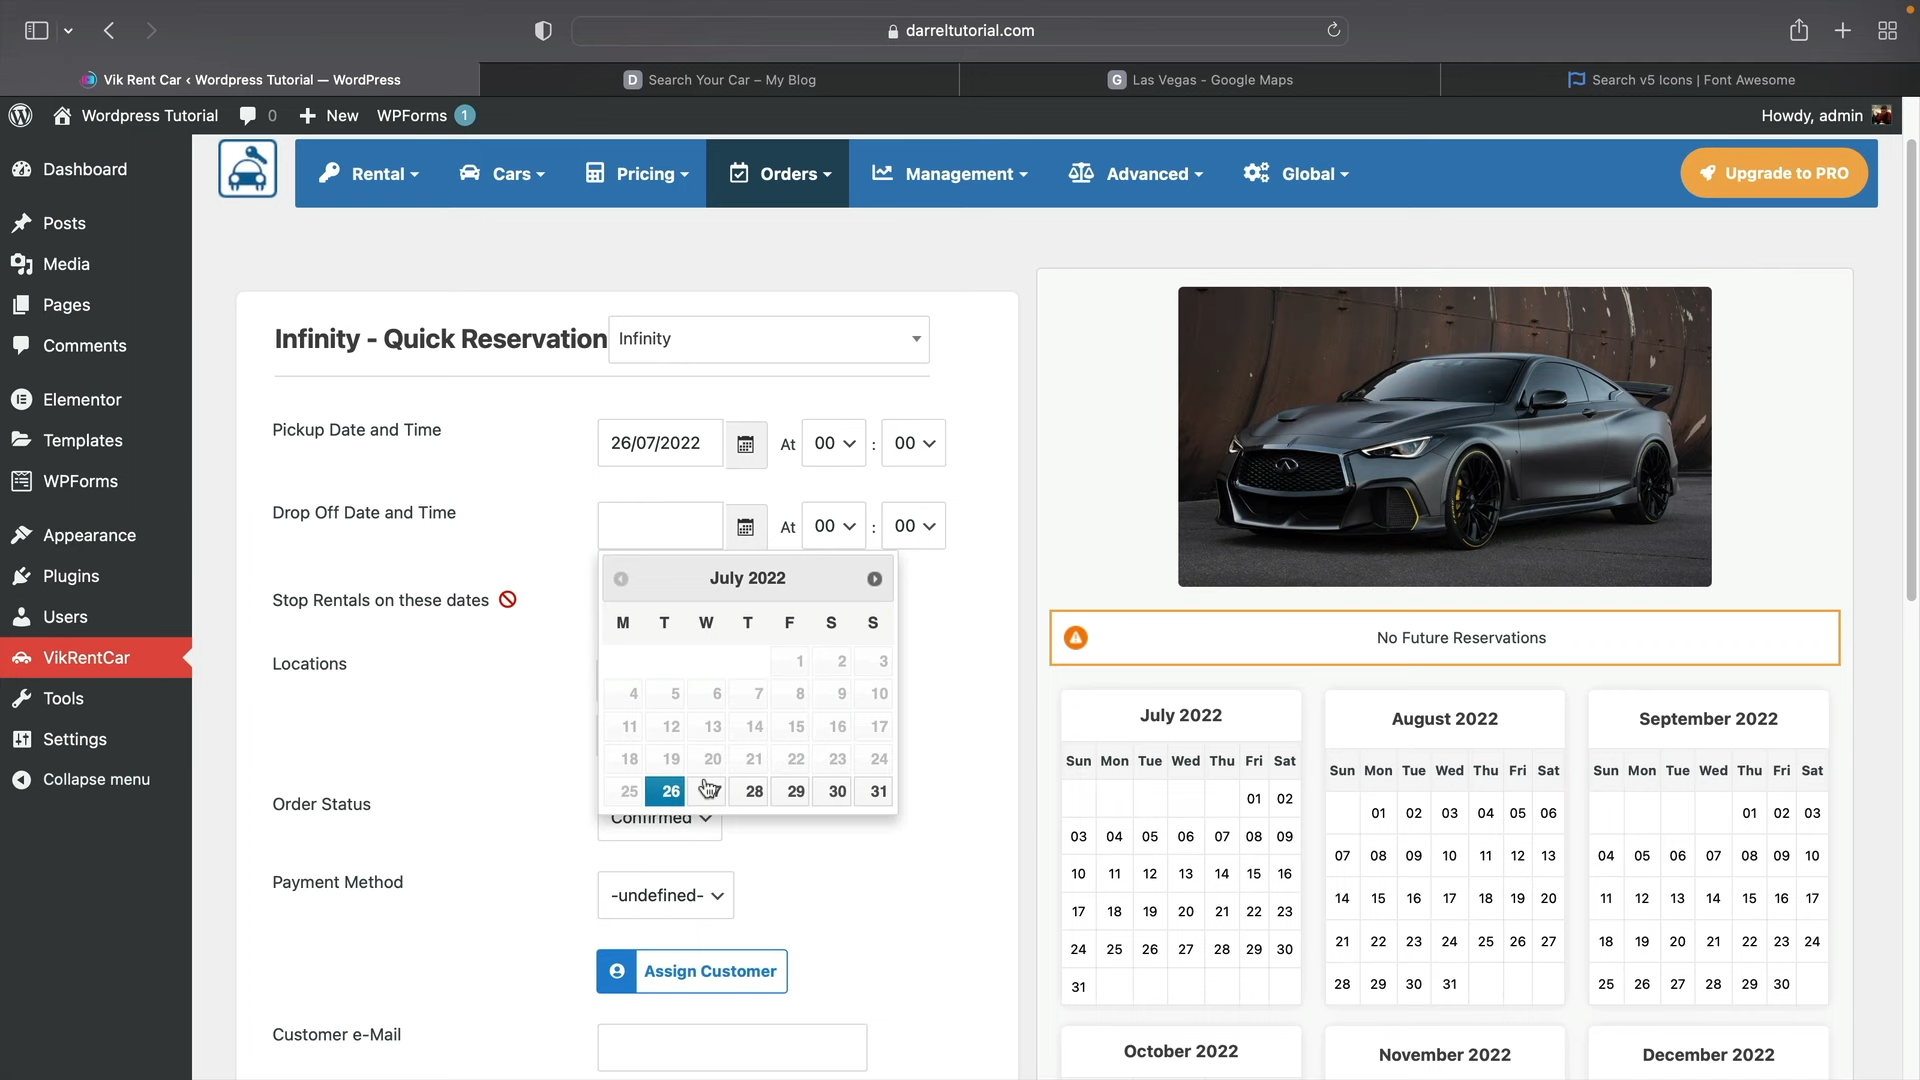 darreltutorial.com
Vik Rent Car < Wordpress Tutorial — WordPress
D Search Your Car – My Blog
G Las Vegas - Google Maps
Search v5 Icons | Font Awesome
Wordpress Tutorial 0 New WPForms 1 Howdy, admin
Dashboard
Posts
Media
Pages
Comments
Elementor
Templates
WPForms
Appearance
Plugins
Users
VikRentCar
Tools
Settings
Collapse menu
Rental Cars Pricing Orders Management Advanced Global Upgrade to PRO
Infinity - Quick Reservation Infinity
Pickup Date and Time 26/07/2022 At 00 : 00
Drop Off Date and Time At 00 : 00
Stop Rentals on these dates
Locations
Order Status Confirmed
Payment Method -undefined-
Assign Customer
Customer e-Mail
July 2022
M T W T F S S
1 2 3
4 5 6 7 8 9 10
11 12 13 14 15 16 17
18 19 20 21 22 23 24
25 26 27 28 29 30 31
No Future Reservations
July 2022
Sun Mon Tue Wed Thu Fri Sat
01 02
03 04 05 06 07 08 09
10 11 12 13 14 15 16
17 18 19 20 21 22 23
24 25 26 27 28 29 30
31
August 2022
Sun Mon Tue Wed Thu Fri Sat
01 02 03 04 05 06
07 08 09 10 11 12 13
14 15 16 17 18 19 20
21 22 23 24 25 26 27
28 29 30 31
September 2022
Sun Mon Tue Wed Thu Fri Sat
01 02 03
04 05 06 07 08 09 10
11 12 13 14 15 16 17
18 19 20 21 22 23 24
25 26 27 28 29 30
October 2022
November 2022
December 2022